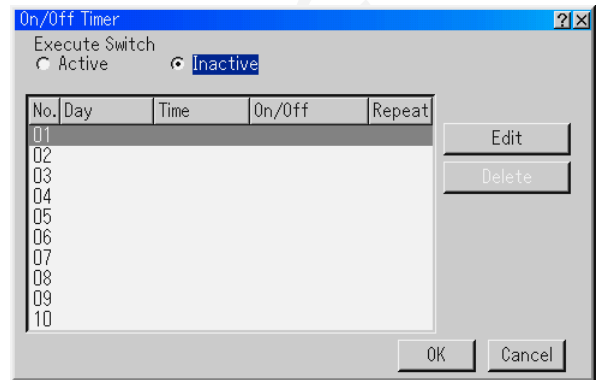 On/Off Timer ? ×
Execute Switch
Active Inactive
No. Day Time On/Off Repeat
01
Edit
02
03
Delete
04
05
06
07
08
09
10
OK Cancel